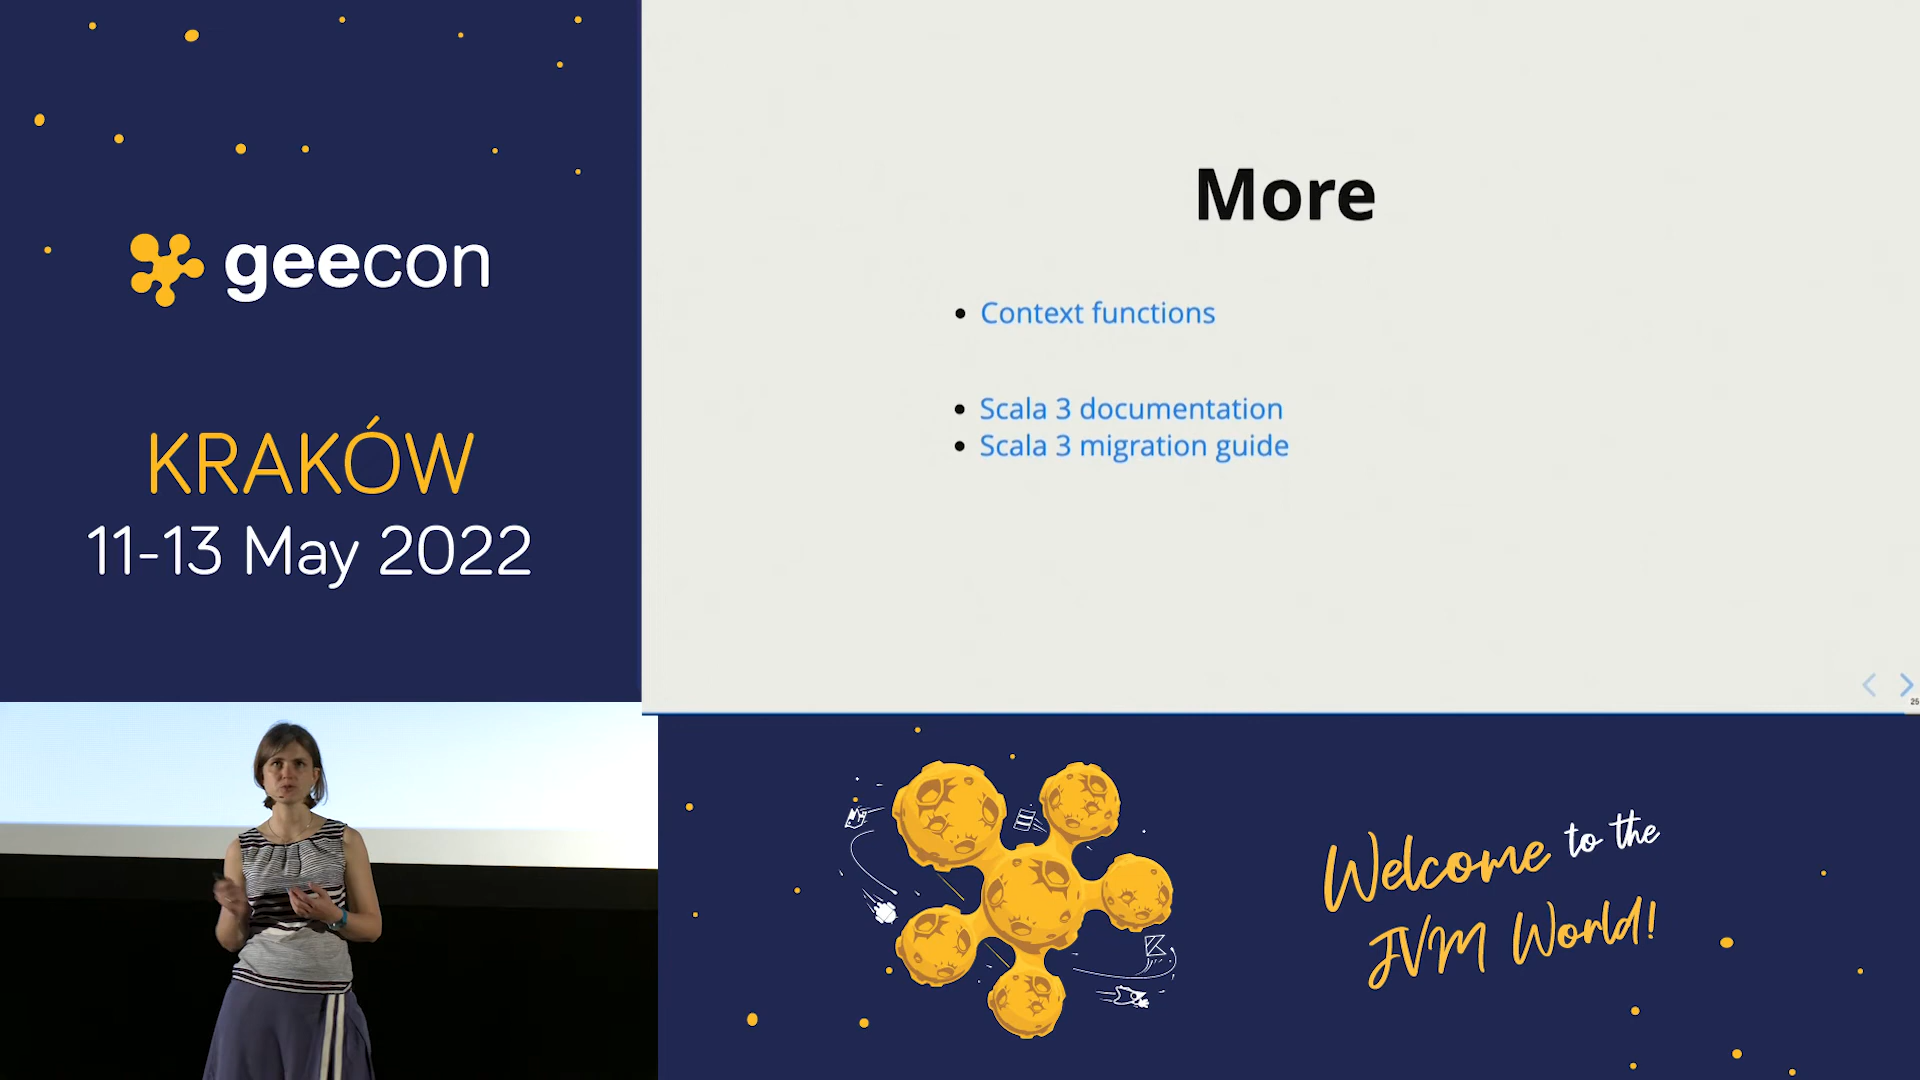 geecon
KRAKÓW
11-13 May 2022
More
Context functions
Scala 3 documentation
Scala 3 migration guide
25
Welcome to the
JVM World!